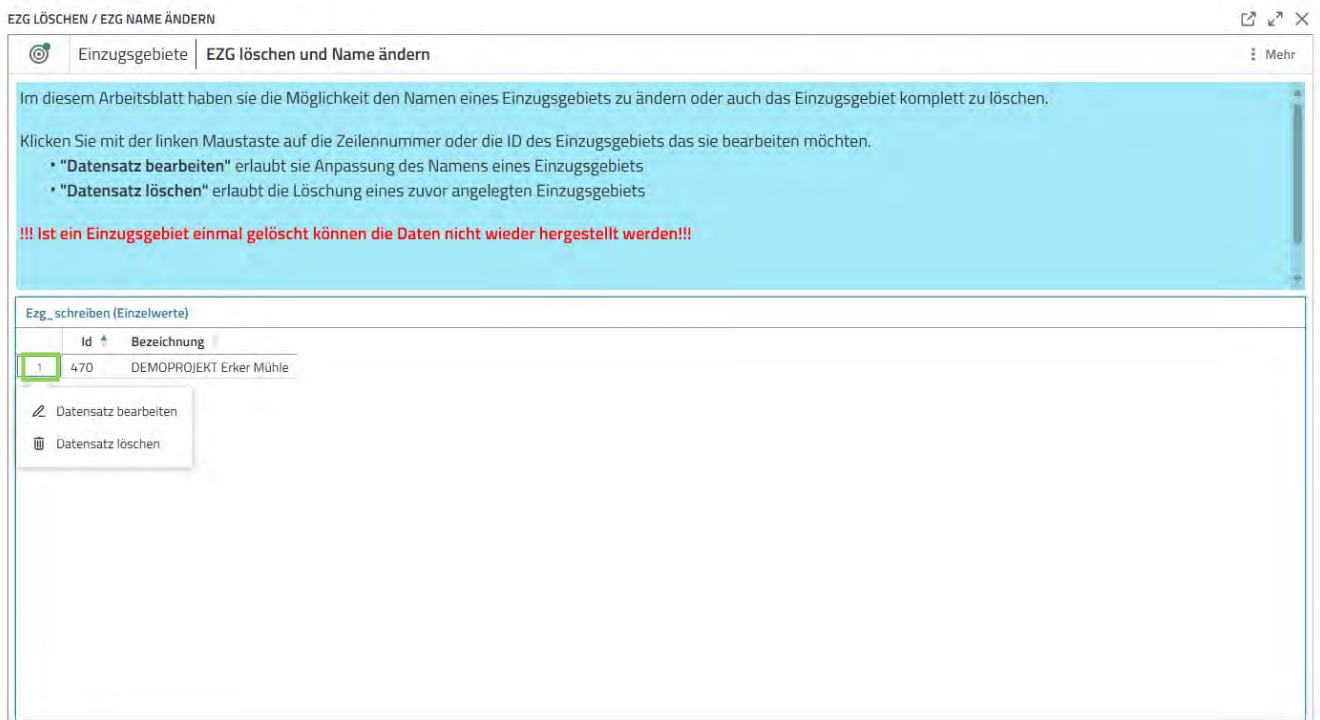 EZG LÖSCHEN / EZG NAME ÄNDERN
Einzugsgebiete | EZG löschen und Name ändern
Mehr
Im diesem Arbeitsblatt haben sie die Möglichkeit den Namen eines Einzugsgebiets zu ändern oder auch das Einzugsgebiet komplett zu löschen.
Klicken Sie mit der linken Maustaste auf die Zeilennummer oder die ID des Einzugsgebiets das sie bearbeiten möchten.
• "Datensatz bearbeiten" erlaubt sie Anpassung des Namens eines Einzugsgebiets
• "Datensatz löschen" erlaubt die Löschung eines zuvor angelegten Einzugsgebiets
!!! Ist ein Einzugsgebiet einmal gelöscht können die Daten nicht wieder hergestellt werden!!!
Ezg_schreiben (Einzelwerte)
Id Bezeichnung
1 470 DEMOPROJEKT Erker Mühle
Datensatz bearbeiten
Datensatz löschen